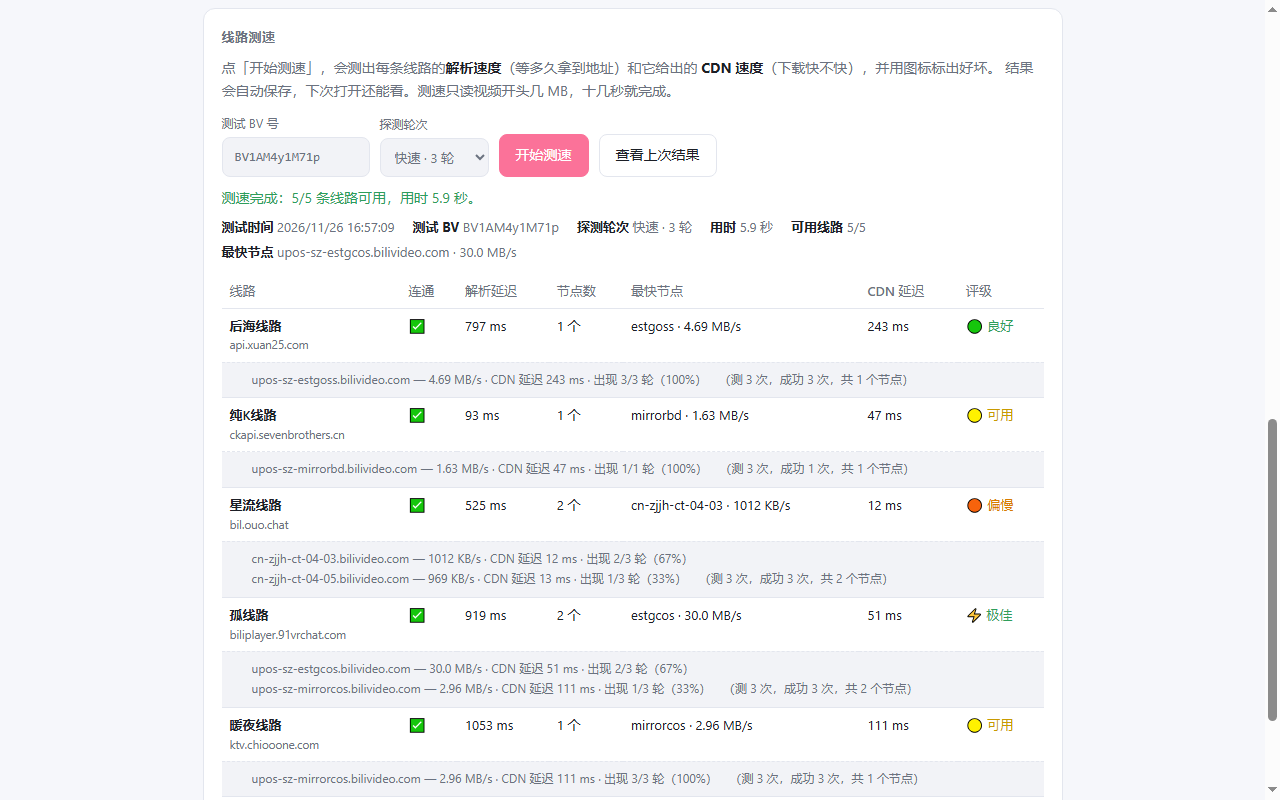 线路测速
点「开始测速」，会测出每条线路的解析速度（等多久拿到地址）和它给出的 CDN 速度（下载快不快），并用图标标出好坏。 结果
会自动保存，下次打开还能看。测速只读视频开头几 MB，十几秒就完成。
测试 BV 号 探测轮次
BV1AM4y1M71p 快速 · 3 轮 开始测速 查看上次结果
测速完成：5/5 条线路可用，用时 5.9 秒。
测试时间 2026/11/26 16:57:09 测试 BV BV1AM4y1M71p 探测轮次 快速 · 3 轮 用时 5.9 秒 可用线路 5/5
最快节点 upos-sz-estgcos.bilivideo.com · 30.0 MB/s
线路 连通 解析延迟 节点数 最快节点 CDN 延迟 评级
后海线路 ✅ 797 ms 1 个 estgoss · 4.69 MB/s 243 ms 良好
api.xuan25.com
upos-sz-estgoss.bilivideo.com — 4.69 MB/s · CDN 延迟 243 ms · 出现 3/3 轮（100%） （测 3 次，成功 3 次，共 1 个节点）
纯K线路 ✅ 93 ms 1 个 mirrorbd · 1.63 MB/s 47 ms 可用
ckapi.sevenbrothers.cn
upos-sz-mirrorbd.bilivideo.com — 1.63 MB/s · CDN 延迟 47 ms · 出现 1/1 轮（100%） （测 3 次，成功 1 次，共 1 个节点）
星流线路 ✅ 525 ms 2 个 cn-zjjh-ct-04-03 · 1012 KB/s 12 ms 偏慢
bil.ouo.chat
cn-zjjh-ct-04-03.bilivideo.com — 1012 KB/s · CDN 延迟 12 ms · 出现 2/3 轮（67%）
cn-zjjh-ct-04-05.bilivideo.com — 969 KB/s · CDN 延迟 13 ms · 出现 1/3 轮（33%） （测 3 次，成功 3 次，共 2 个节点）
孤线路 ✅ 919 ms 2 个 estgcos · 30.0 MB/s 51 ms ⚡ 极佳
biliplayer.91vrchat.com
upos-sz-estgcos.bilivideo.com — 30.0 MB/s · CDN 延迟 51 ms · 出现 2/3 轮（67%）
upos-sz-mirrorcos.bilivideo.com — 2.96 MB/s · CDN 延迟 111 ms · 出现 1/3 轮（33%） （测 3 次，成功 3 次，共 2 个节点）
暖夜线路 ✅ 1053 ms 1 个 mirrorcos · 2.96 MB/s 111 ms 可用
ktv.chiooone.com
upos-sz-mirrorcos.bilivideo.com — 2.96 MB/s · CDN 延迟 111 ms · 出现 3/3 轮（100%） （测 3 次，成功 3 次，共 1 个节点）